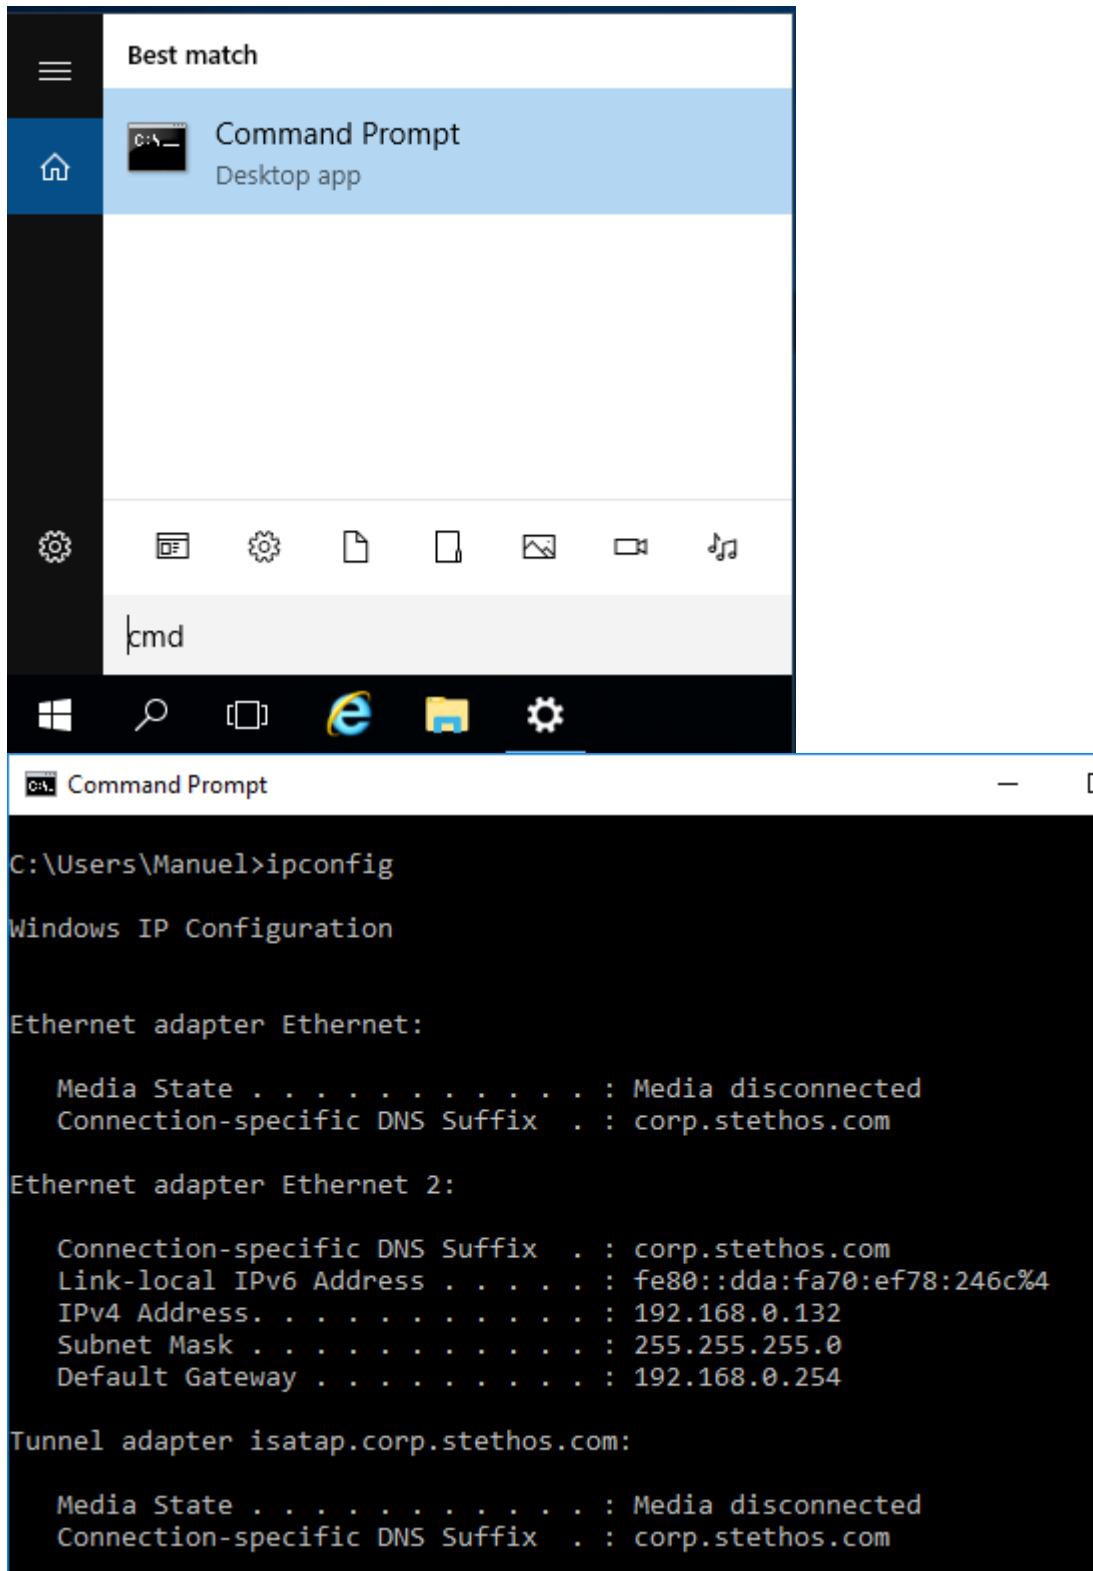 Best match
Command Prompt
Desktop app
cmd
Command Prompt
C:\Users\Manuel>ipconfig
Windows IP Configuration
Ethernet adapter Ethernet:
Media State . . . . . . . . . . . : Media disconnected
Connection-specific DNS Suffix  . : corp.stethos.com
Ethernet adapter Ethernet 2:
Connection-specific DNS Suffix  . : corp.stethos.com
Link-local IPv6 Address . . . . . : fe80::dda:fa70:ef78:246c%4
IPv4 Address. . . . . . . . . . . : 192.168.0.132
Subnet Mask . . . . . . . . . . . : 255.255.255.0
Default Gateway . . . . . . . . . : 192.168.0.254
Tunnel adapter isatap.corp.stethos.com:
Media State . . . . . . . . . . . : Media disconnected
Connection-specific DNS Suffix  . : corp.stethos.com